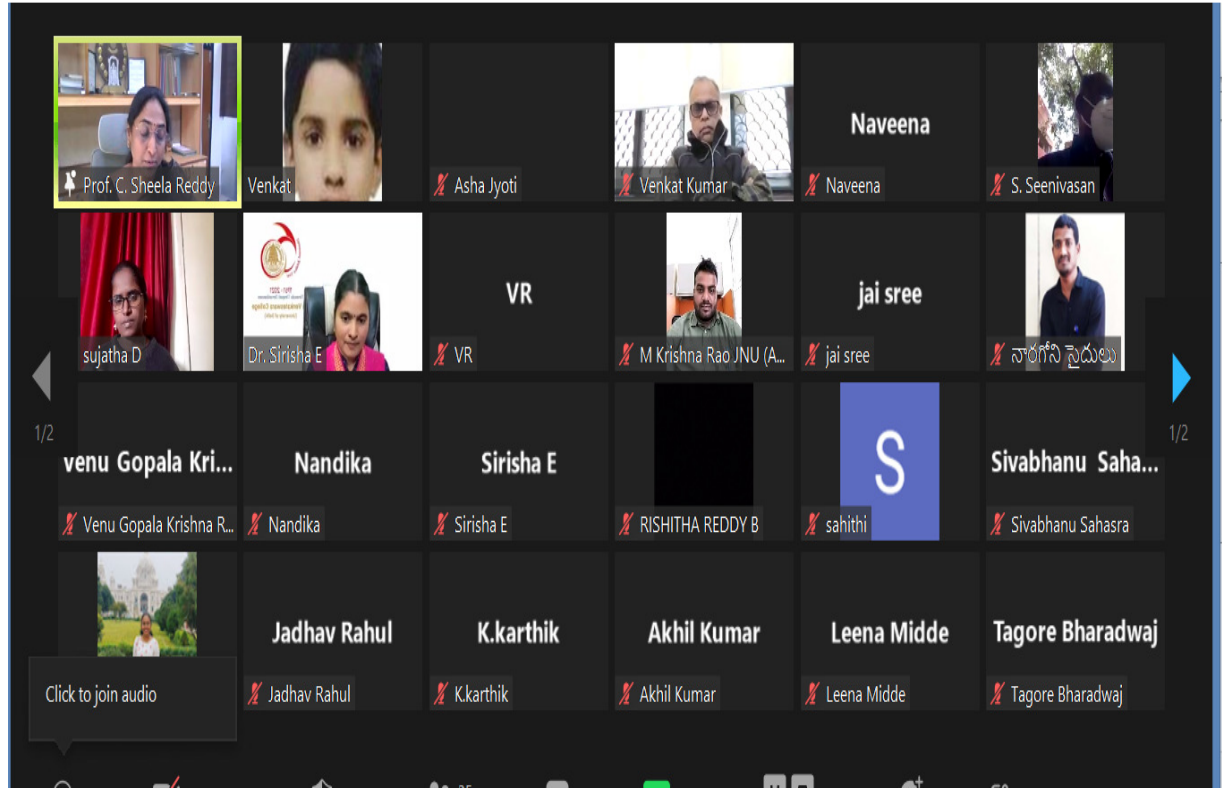 Prof. C. Sheela Reddy
Venkat
Asha Jyoti
Venkat Kumar
Naveena
Naveena
S. Seenivasan
sujatha D
Dr. Sirisha E
VR
VR
M Krishna Rao JNU (A...
jai sree
jai sree
నారగోని సైదులు
1/2
1/2
Venu Gopala Kri...
Venu Gopala Krishna R...
Nandika
Nandika
Sirisha E
Sirisha E
RISHITHA REDDY B
S
sahithi
Sivabhanu Saha...
Sivabhanu Sahasra
Click to join audio
Jadhav Rahul
Jadhav Rahul
K.karthik
K.karthik
Akhil Kumar
Akhil Kumar
Leena Midde
Leena Midde
Tagore Bharadwaj
Tagore Bharadwaj